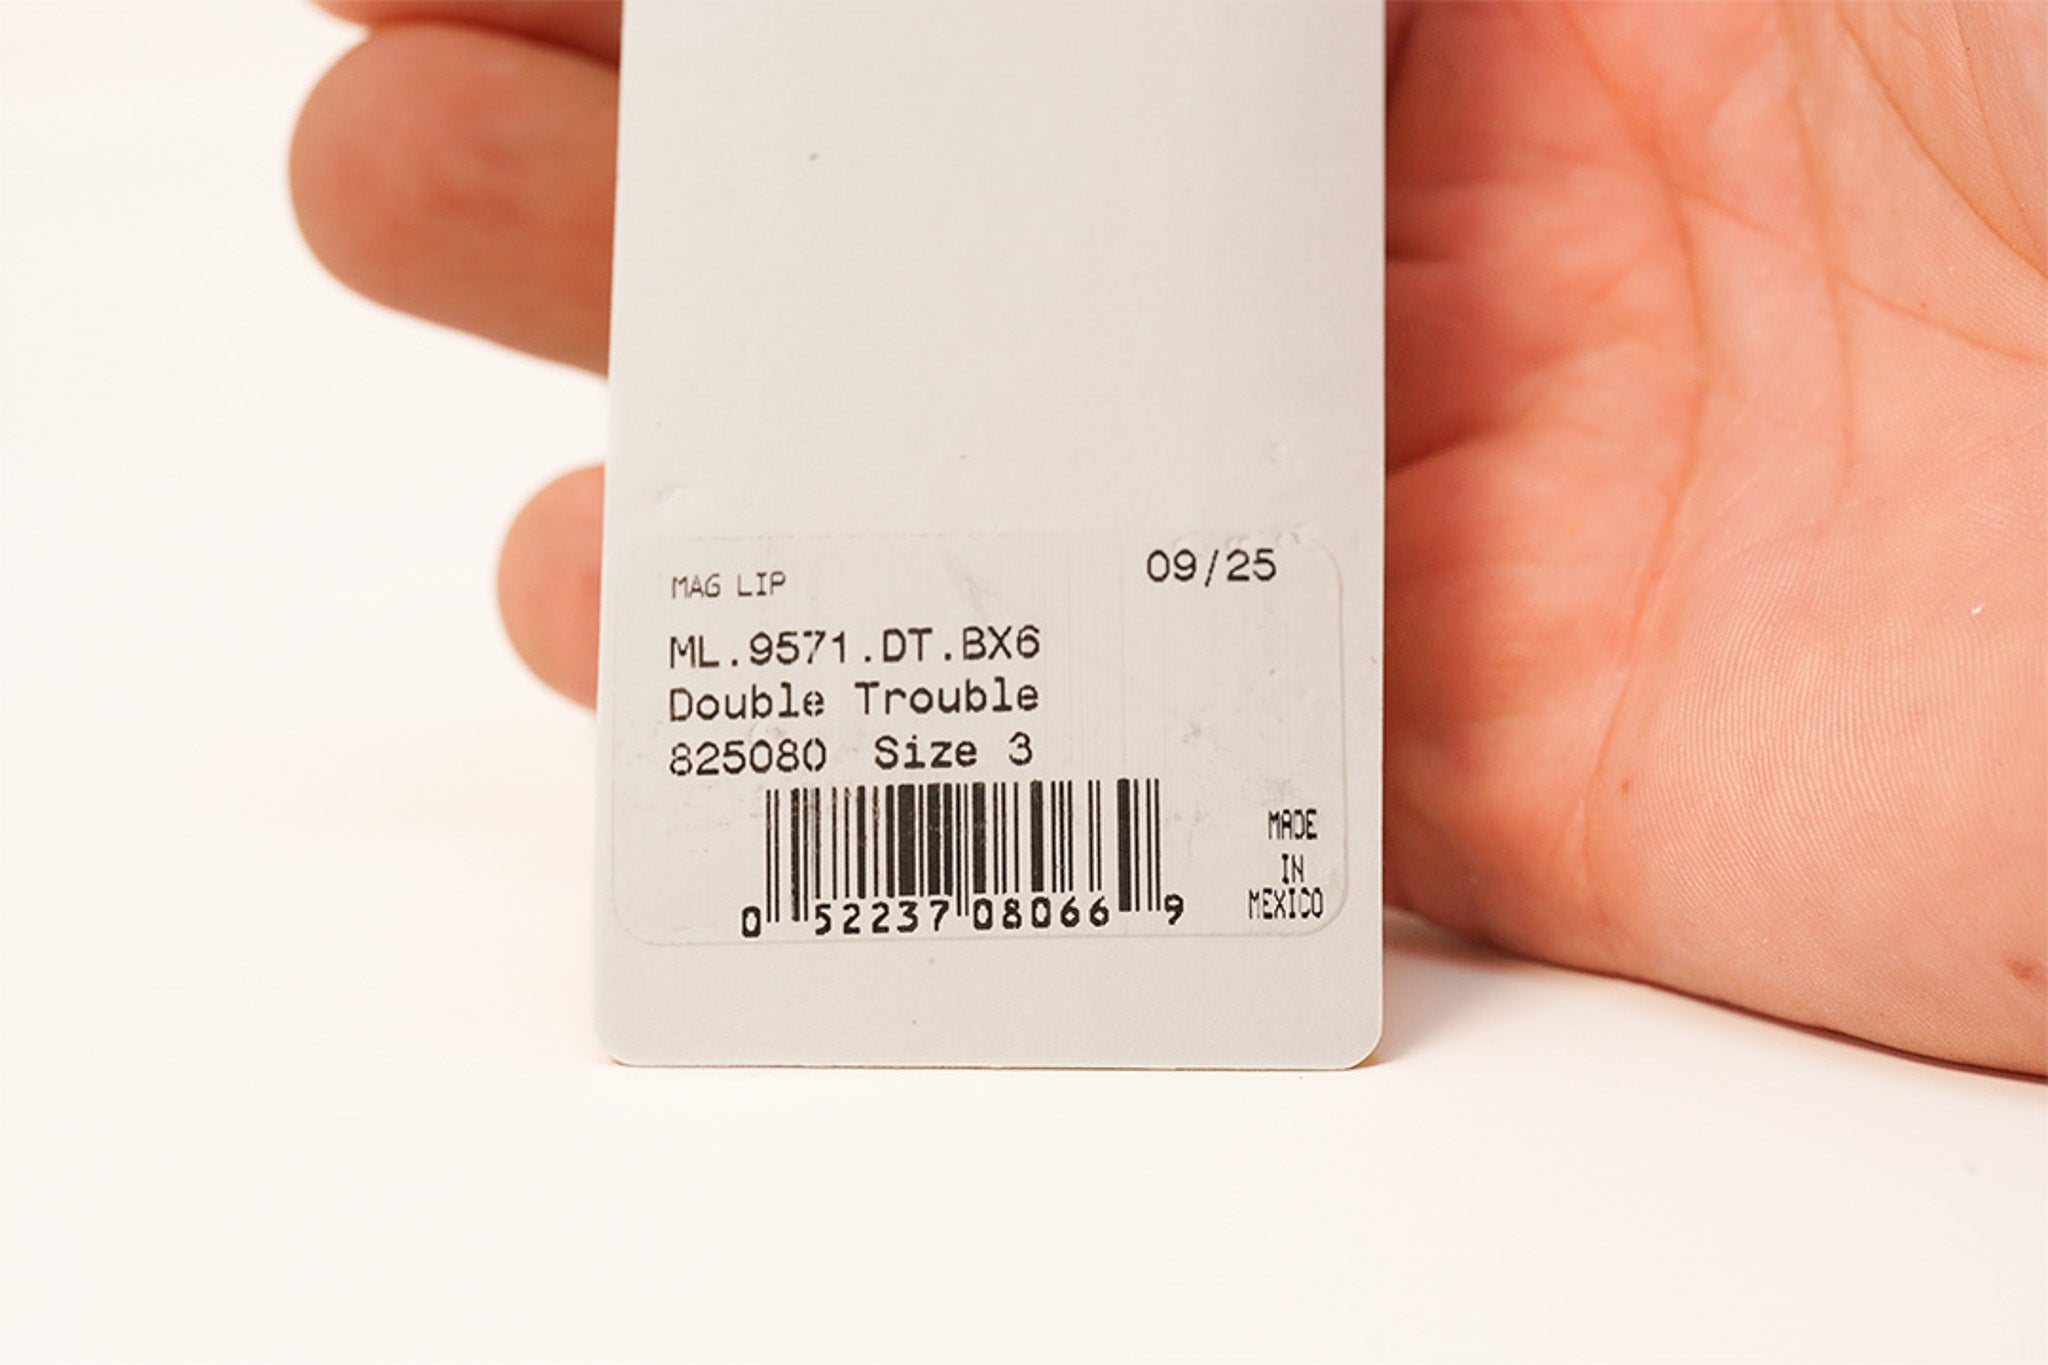 MAG LIP 09/25
ML.9571.DT.BX6
Double Trouble
825080 Size 3
0 52237 08066 9
MADE
IN
MEXICO